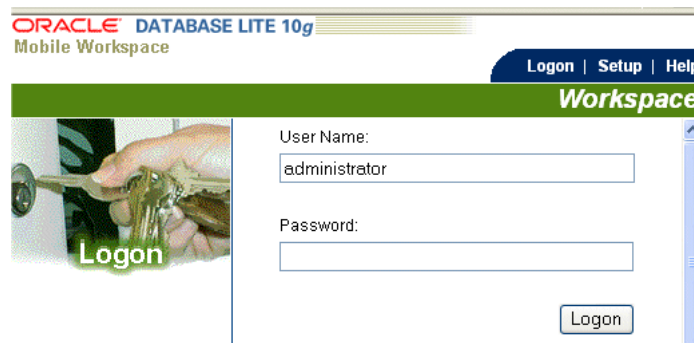 ORACLE DATABASE LITE 10g
Mobile Workspace
Logon | Setup | Help
Workspace
User Name:
administrator
Logon
Password:
Logon